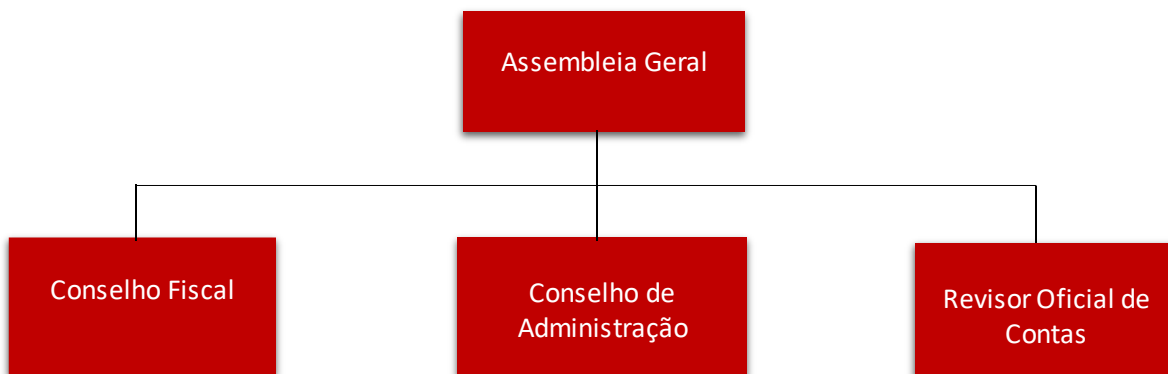 Assembleia Geral
Conselho Fiscal
Conselho de
Administração
Revisor Oficial de
Contas